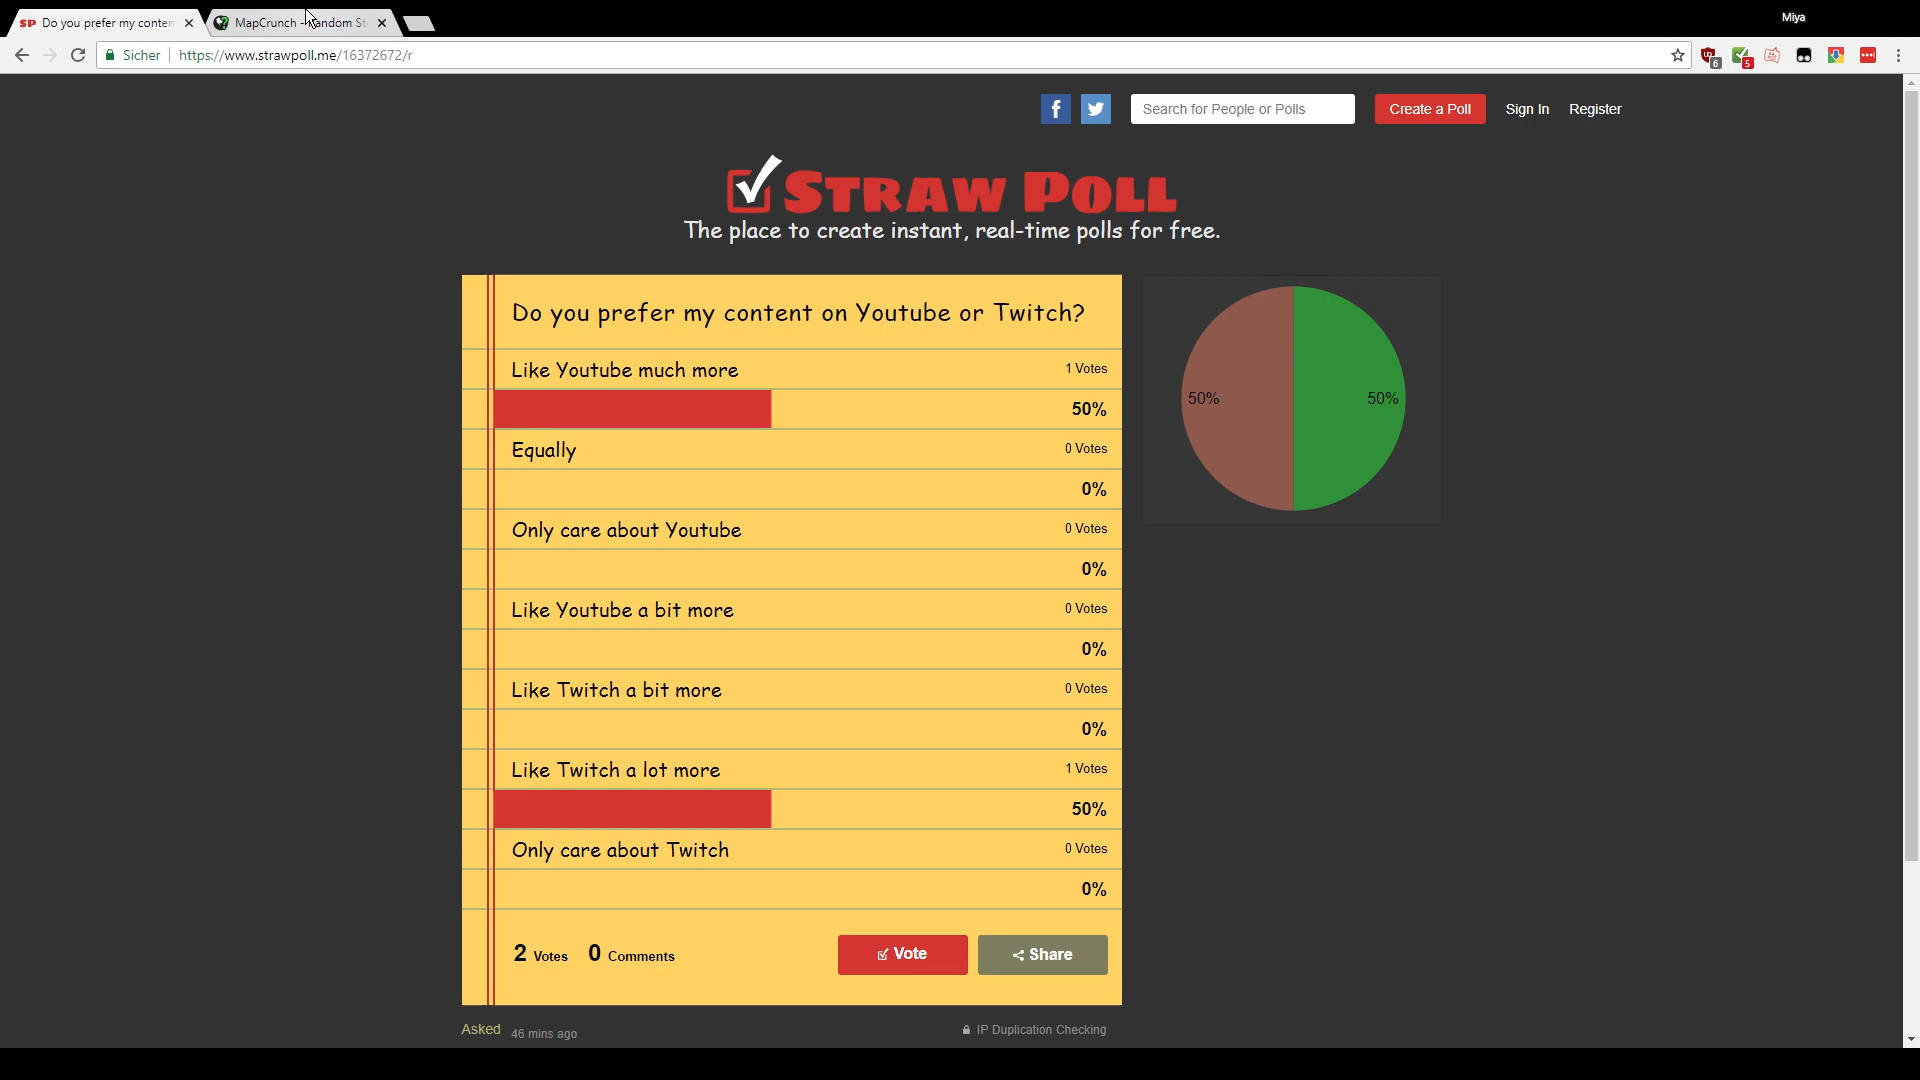 Do you prefer my conten
MapCrunch - Random St
Miya
Sicher
https://www.strawpoll.me/16372672/r
6
5
Search for People or Polls
Create a Poll
Sign In
Register
STRAW POLL
The place to create instant, real-time polls for free.
Do you prefer my content on Youtube or Twitch?
Like Youtube much more 1 Votes
50%
Equally 0 Votes
0%
Only care about Youtube 0 Votes
0%
Like Youtube a bit more 0 Votes
0%
Like Twitch a bit more 0 Votes
0%
Like Twitch a lot more 1 Votes
50%
Only care about Twitch 0 Votes
0%
50% 50%
2 Votes 0 Comments
Vote
Share
Asked 46 mins ago
IP Duplication Checking